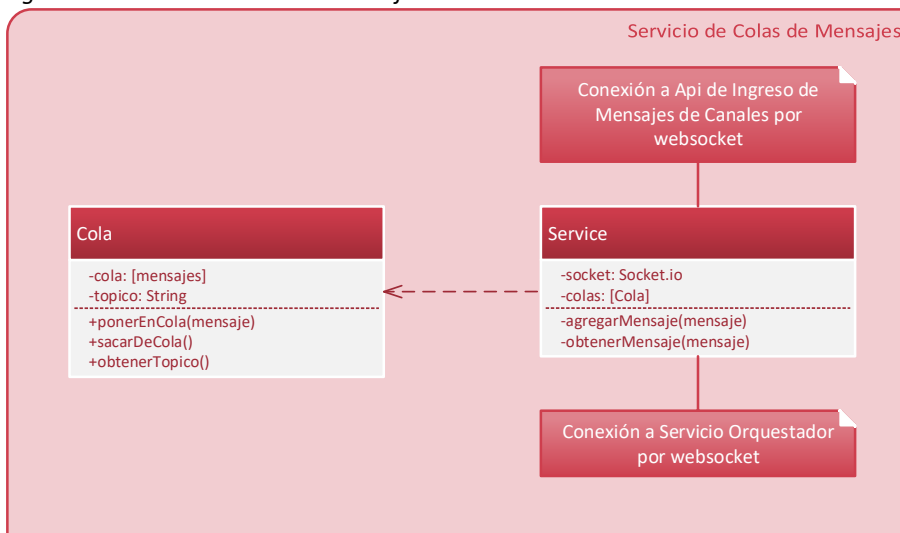 Servicio de Colas de Mensajes
Conexión a Api de Ingreso de
Mensajes de Canales por
websocket
Cola
-cola: [mensajes]
-topico: String
+ponerEnCola(mensaje)
+sacarDeCola()
+obtenerTopico()
Service
-socket: Socket.io
-colas: [Cola]
-agregarMensaje(mensaje)
-obtenerMensaje(mensaje)
Conexión a Servicio Orquestador
por websocket